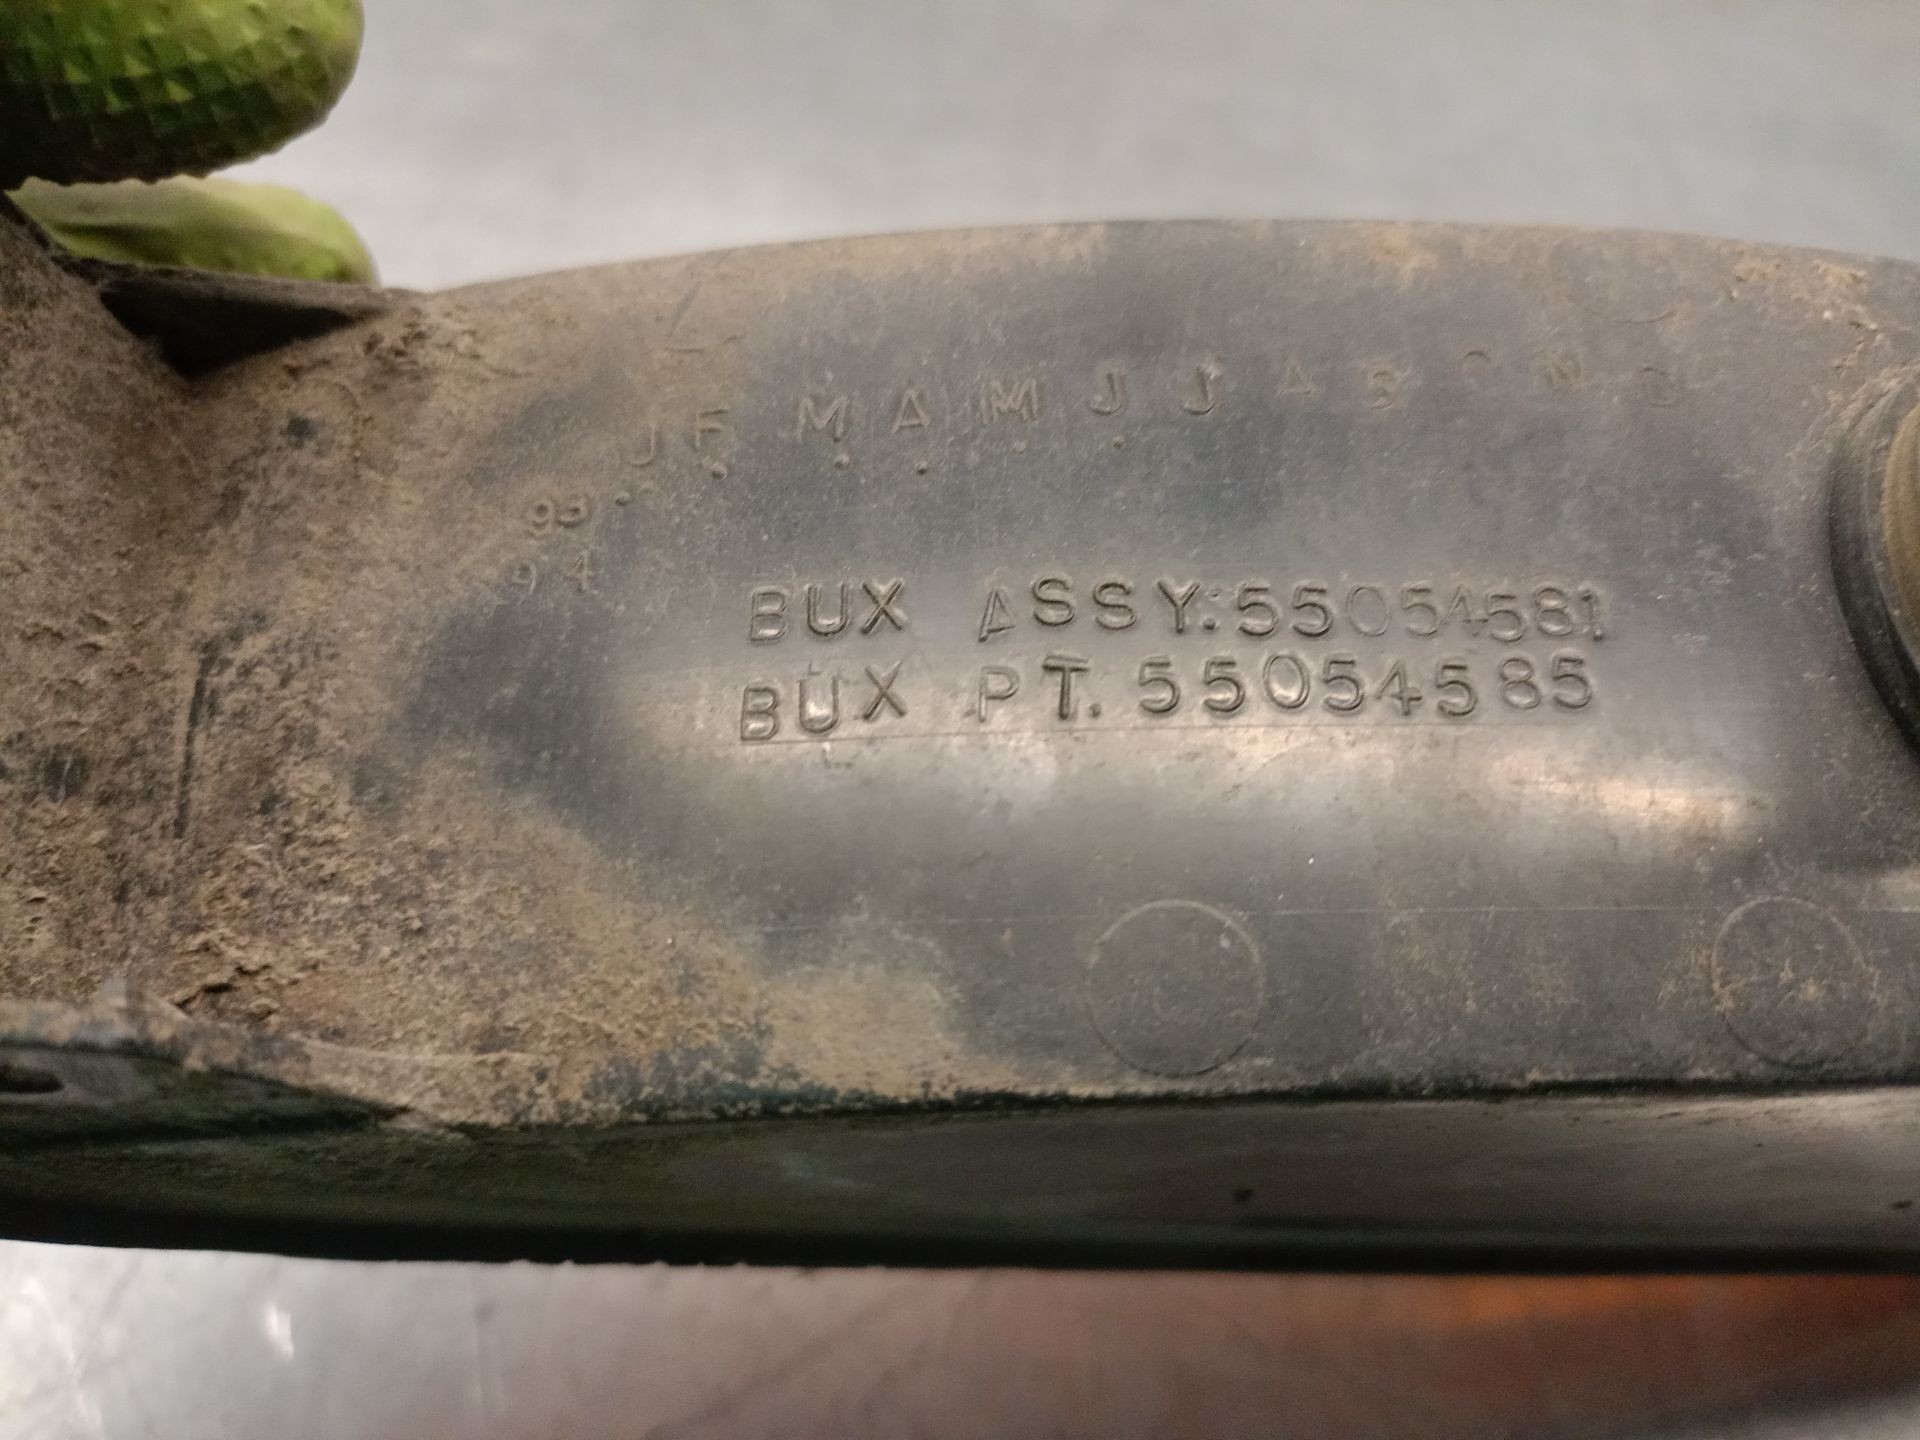 J F M A M J J A S O N D
93
94
BUX ASSY: 55054581
BUX PT. 55054585